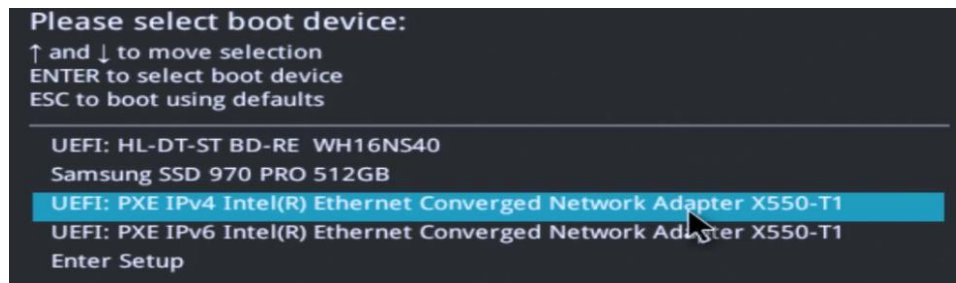 Please select boot device:
↑ and ↓ to move selection
ENTER to select boot device
ESC to boot using defaults
UEFI: HL-DT-ST BD-RE  WH16NS40
Samsung SSD 970 PRO 512GB
UEFI: PXE IPv4 Intel(R) Ethernet Converged Network Adapter X550-T1
UEFI: PXE IPv6 Intel(R) Ethernet Converged Network Adapter X550-T1
Enter Setup